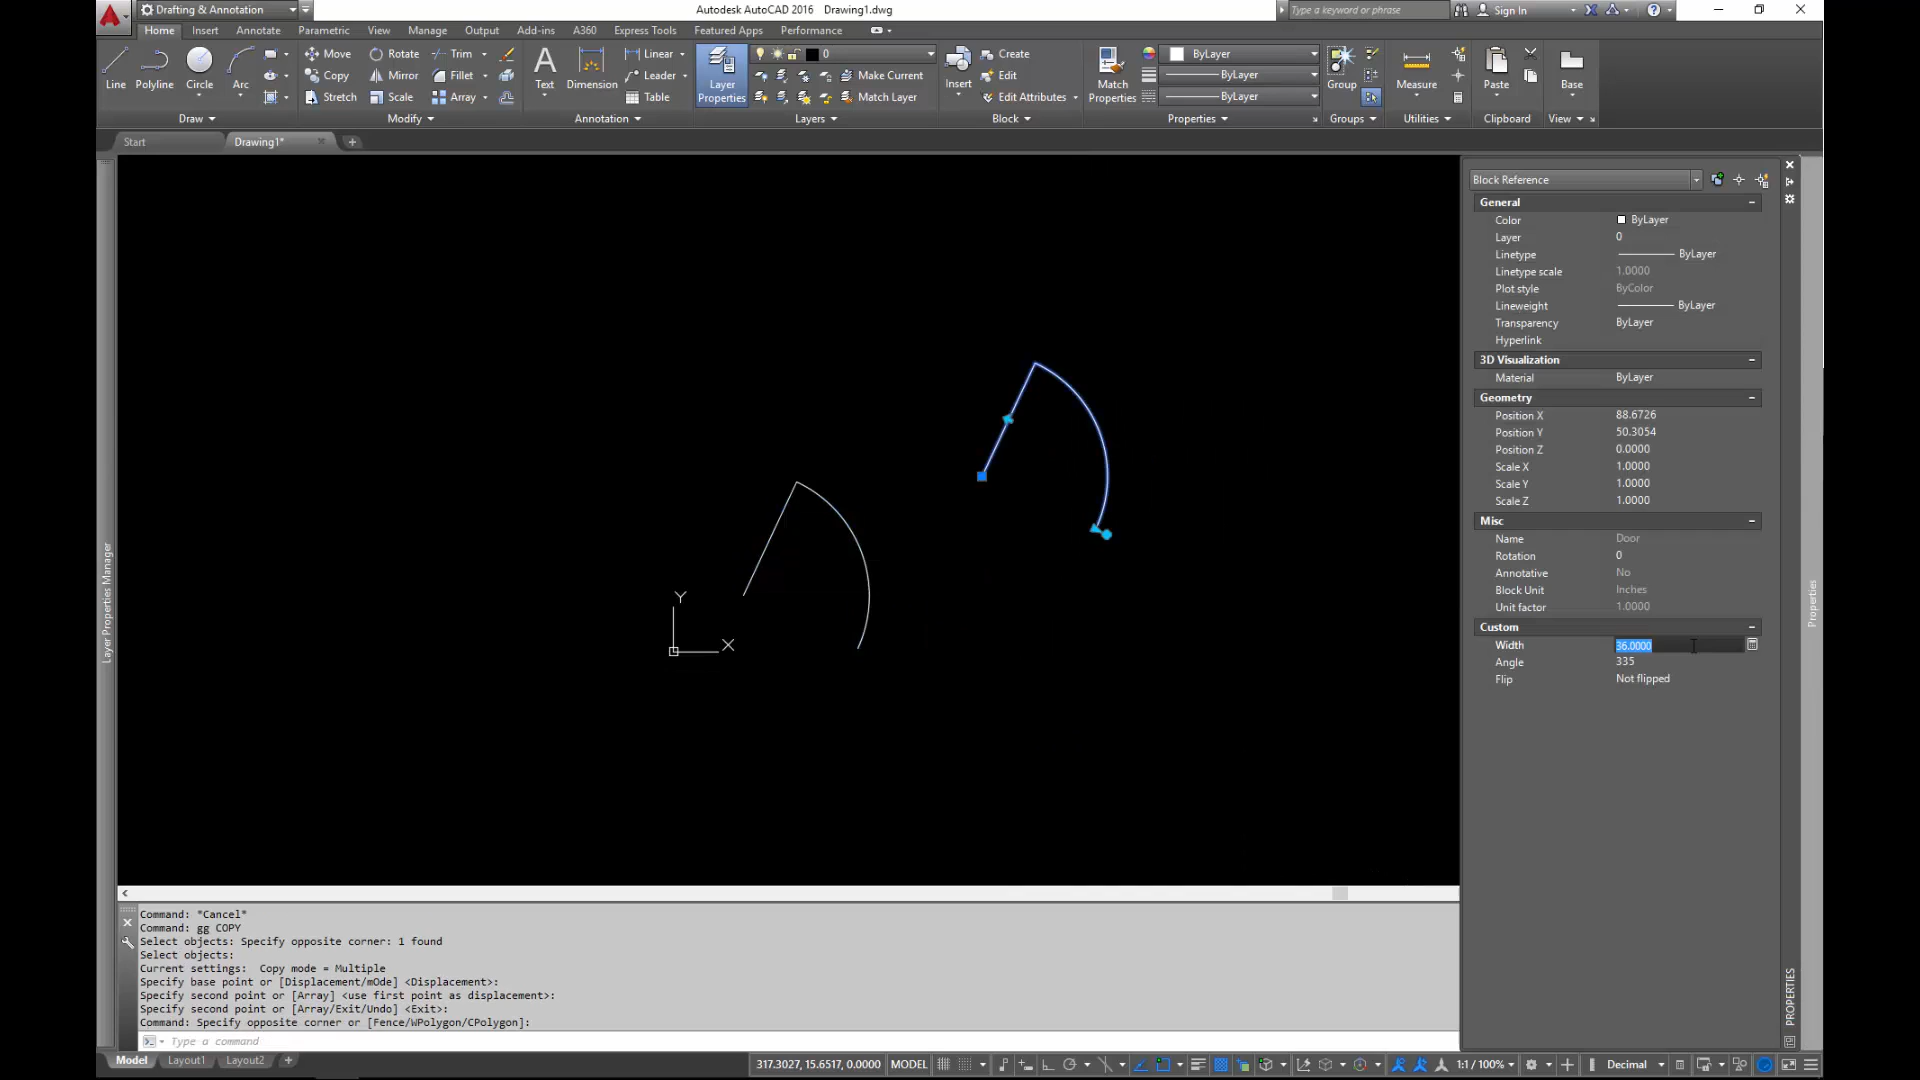 Drafting & Annotation
Autodesk AutoCAD 2016 Drawing1.dwg
Type a keyword or phrase
Sign In
Home Insert Annotate Parametric View Manage Output Add-ins A360 Express Tools Featured Apps Performance
Line Polyline Circle Arc
Move Rotate Trim
Copy Mirror Fillet
Stretch Scale Array
Text Dimension
Linear
Leader
Table
Layer Properties
0
Make Current
Match Layer
Insert
Create
Edit
Edit Attributes
Match Properties
ByLayer
ByLayer
ByLayer
Group
Measure
Paste
Base
Draw Modify Annotation Layers Block Properties Groups Utilities Clipboard View
Start Drawing1*
Layer Properties Manager
Y
X
Block Reference
General
Color ByLayer
Layer 0
Linetype ByLayer
Linetype scale 1.0000
Plot style ByColor
Lineweight ByLayer
Transparency ByLayer
Hyperlink
3D Visualization
Material ByLayer
Geometry
Position X 88.6726
Position Y 50.3054
Position Z 0.0000
Scale X 1.0000
Scale Y 1.0000
Scale Z 1.0000
Misc
Name Door
Rotation 0
Annotative No
Block Unit Inches
Unit factor 1.0000
Custom
Width 36.0000
Angle 335
Flip Not flipped
Properties
PROPERTIES
Command: *Cancel*
Command: gg COPY
Select objects: Specify opposite corner: 1 found
Select objects:
Current settings:  Copy mode = Multiple
Specify base point or [Displacement/mOde] <Displacement>:
Specify second point or [Array] <use first point as displacement>:
Specify second point or [Array/Exit/Undo] <Exit>:
Command: Specify opposite corner or [Fence/WPolygon/CPolygon]:
Type a command
Model Layout1 Layout2
317.3027, 15.6517, 0.0000 MODEL
1:1 / 100%
Decimal